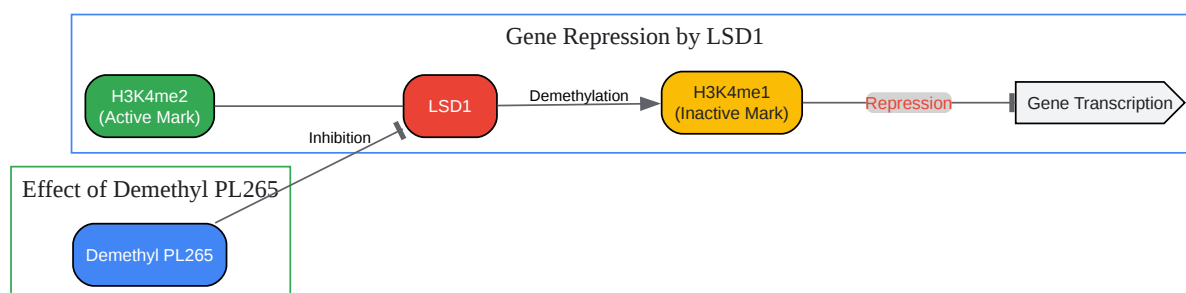 Gene Repression by LSD1
H3K4me2
(Active Mark)
LSD1
Demethylation
H3K4me1
(Inactive Mark)
Repression
Gene Transcription
Inhibition
Effect of Demethyl PL265
Demethyl PL265